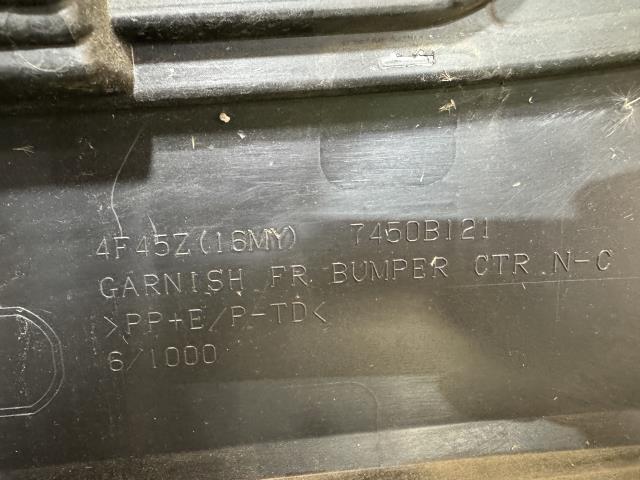 4F45Z(16MY) 7450B121
GARNISH FR BUMPER CTR N-C
>PP+E/P-TD<
6/1000